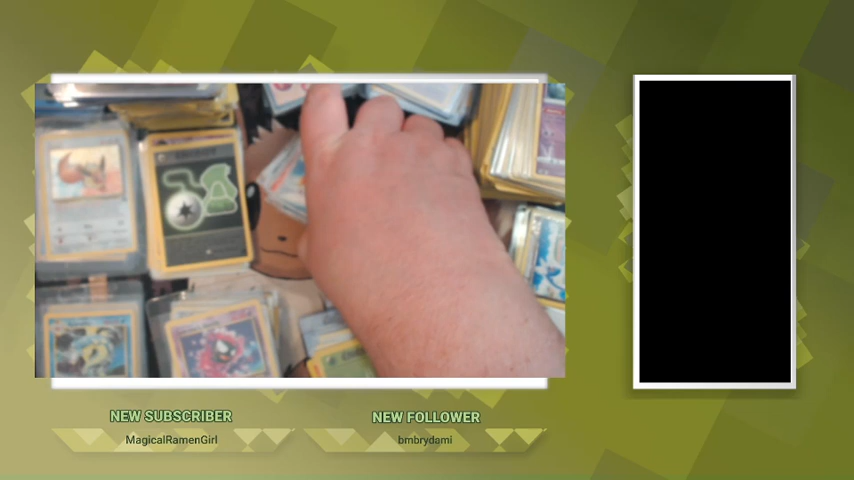 NEW SUBSCRIBER
MagicalRamenGirl
NEW FOLLOWER
bmbrydami